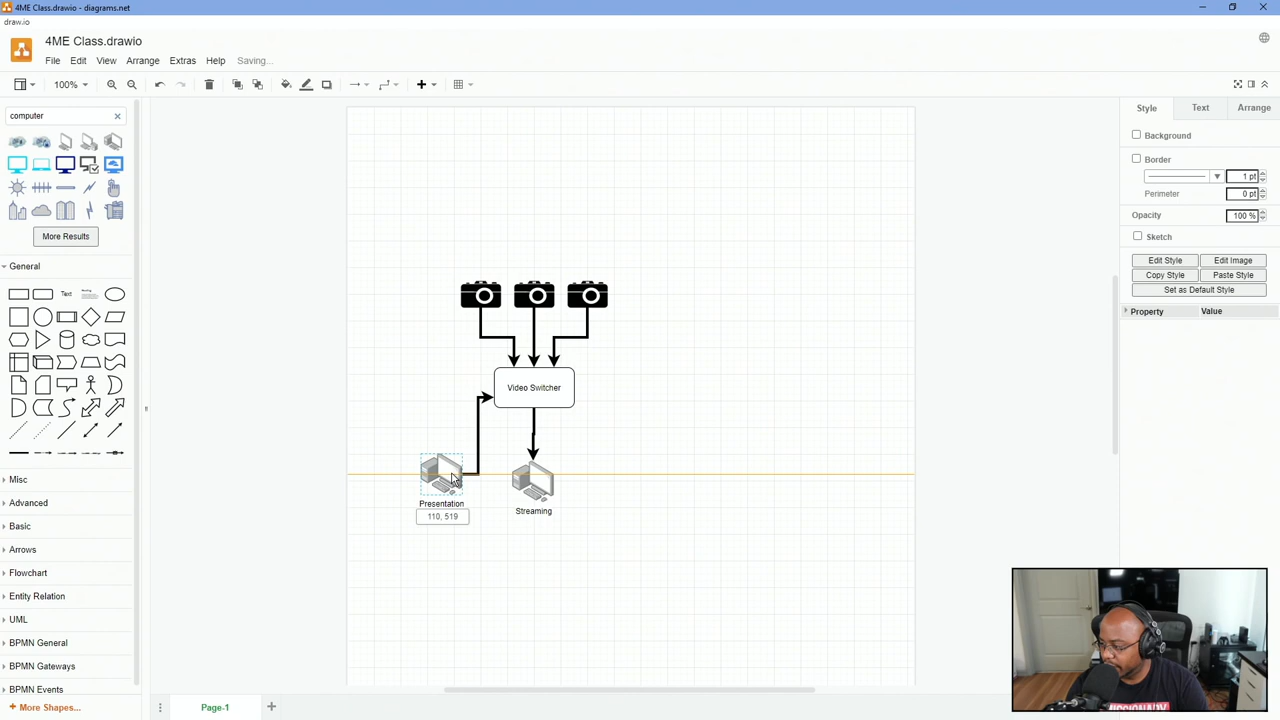 4ME Class.drawio - diagrams.net
draw.io
4ME Class.drawio
File Edit View Arrange Extras Help Saving...
100%
computer
More Results
General
Text
Misc
Advanced
Basic
Arrows
Flowchart
Entity Relation
UML
BPMN General
BPMN Gateways
BPMN Events
+ More Shapes...
Page-1
Video Switcher
Presentation
110, 519
Streaming
Style Text Arrange
Background
Border
1 pt
Perimeter 0 pt
Opacity 100 %
Sketch
Edit Style Edit Image
Copy Style Paste Style
Set as Default Style
Property Value
MISSIONARY